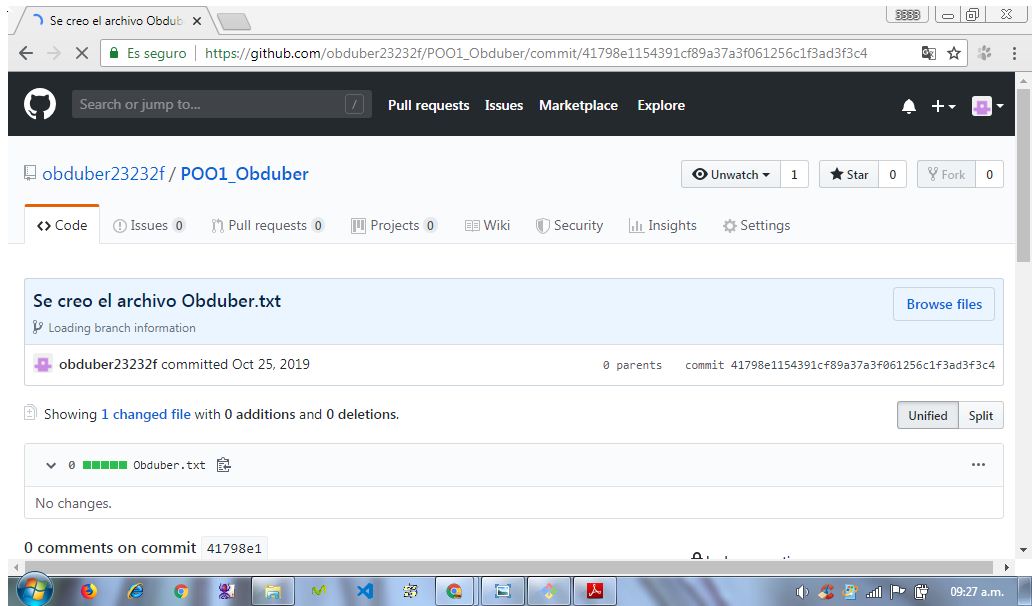 Se creo el archivo Obdub
3333
Es seguro
https://github.com/obduber23232f/POO1_Obduber/commit/41798e1154391cf89a37a3f061256c1f3ad3f3c4
Search or jump to... / Pull requests Issues Marketplace Explore
obduber23232f / POO1_Obduber Unwatch 1 Star 0 Fork 0
Code Issues 0 Pull requests 0 Projects 0 Wiki Security Insights Settings
Se creo el archivo Obduber.txt Browse files
Loading branch information
obduber23232f committed Oct 25, 2019 0 parents commit 41798e1154391cf89a37a3f061256c1f3ad3f3c4
Showing 1 changed file with 0 additions and 0 deletions. Unified Split
0 Obduber.txt ...
No changes.
0 comments on commit 41798e1
09:27 a.m.